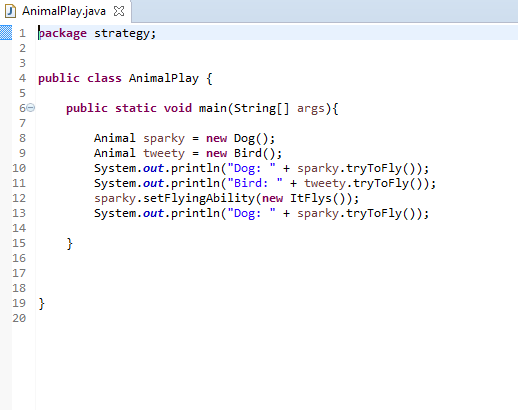 AnimalPlay.java
1 package strategy;
2
3
4 public class AnimalPlay {
5
6 public static void main(String[] args){
7
8 Animal sparky = new Dog();
9 Animal tweety = new Bird();
10 System.out.println("Dog: " + sparky.tryToFly());
11 System.out.println("Bird: " + tweety.tryToFly());
12 sparky.setFlyingAbility(new ItFlys());
13 System.out.println("Dog: " + sparky.tryToFly());
14
15 }
16
17
18
19 }
20